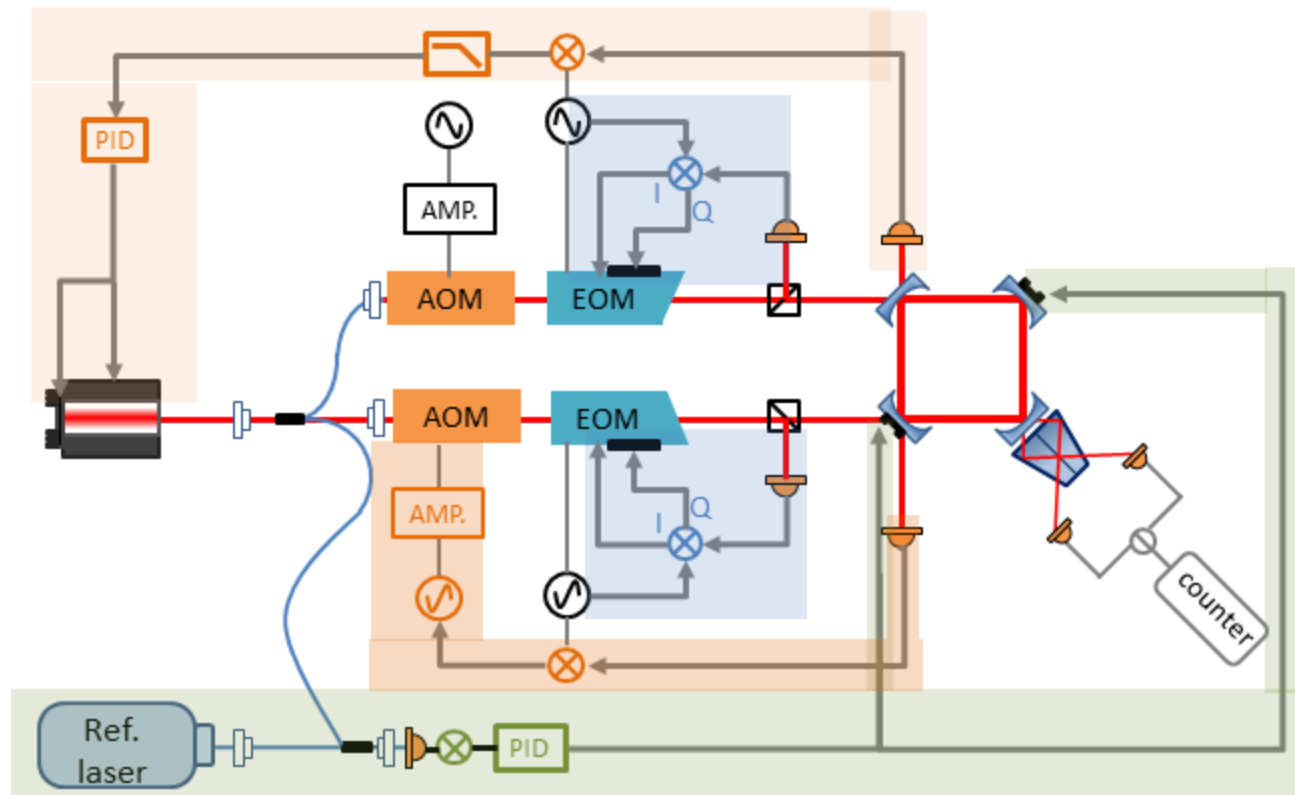 PID
AMP.
I
Q
AOM
EOM
AOM
EOM
AMP.
I
Q
counter
Ref.
laser
PID